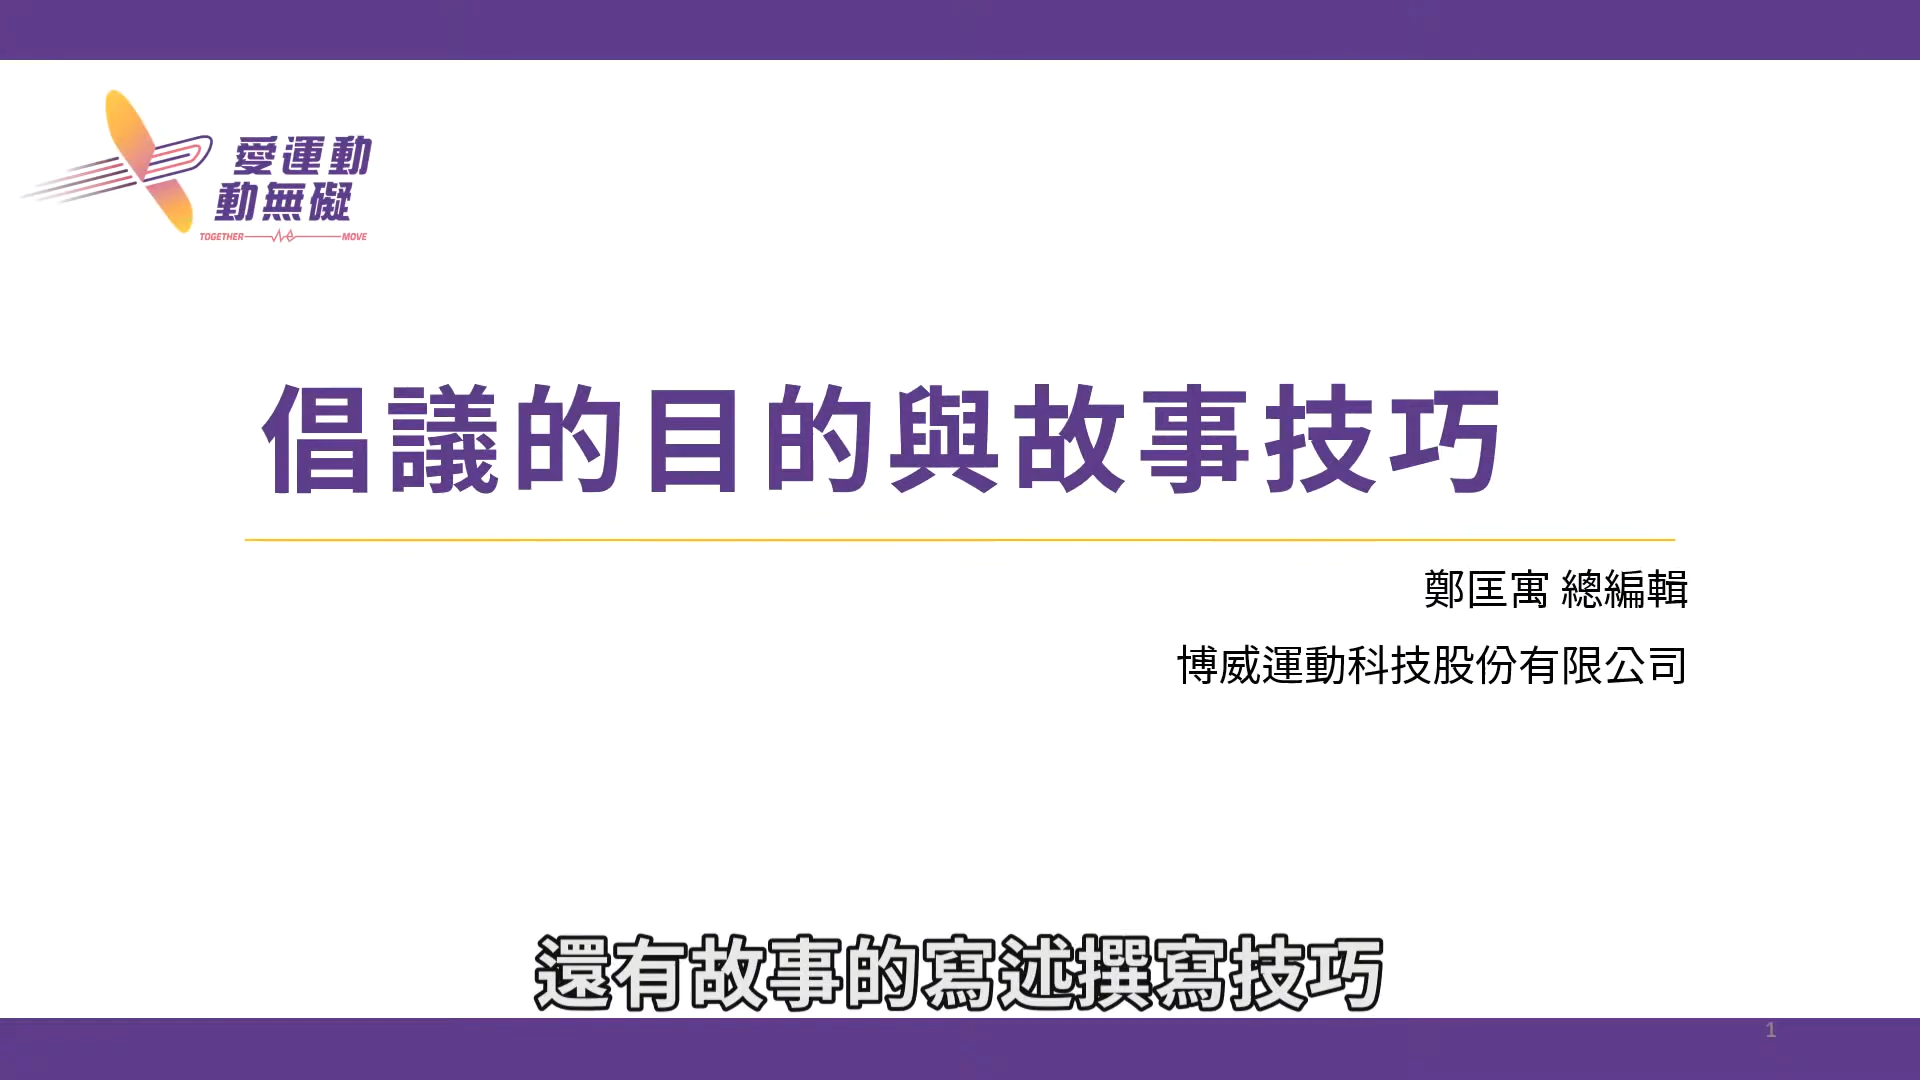 愛運動
動無礙
TOGETHER WE MOVE
倡議的目的與故事技巧
鄭匡寓 總編輯
博威運動科技股份有限公司
還有故事的寫述撰寫技巧
1